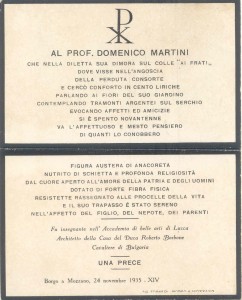 AL PROF. DOMENICO MARTINI
CHE NELLA DILETTA SUA DIMORA SUL COLLE "AI FRATI„
DOVE VISSE NELL'ANGOSCIA
DELLA PERDUTA CONSORTE
E CERCÒ CONFORTO IN CENTO LIRICHE
PARLANDO AI FIORI DEL SUO GIARDINO
CONTEMPLANDO TRAMONTI ARGENTEI SUL SERCHIO
EVOCANDO AFFETTI ED AMICIZIE
SI È SPENTO NOVANTENNE
VA L'AFFETTUOSO E MESTO PENSIERO
DI QUANTI LO CONOBBERO
FIGURA AUSTERA DI ANACORETA
NUTRITO DI SCHIETTA E PROFONDA RELIGIOSITÀ
DAL CUORE APERTO ALL'AMORE DELLA PATRIA E DEGLI UOMINI
DOTATO DI FORTE FIBRA FISICA
RESISTETTE RASSEGNATO ALLE PROCELLE DELLA VITA
E IL SUO TRAPASSO È STATO SERENO
NELL'AFFETTO DEL FIGLIO, DEL NEPOTE, DEI PARENTI
Fu insegnante nell' Accademia di belle arti di Lucca
Architetto della Casa del Duca Roberto Borbone
Cavaliere di Bulgaria
UNA PRECE
Borgo a Mozzano, 24 novembre 1935 - XIV